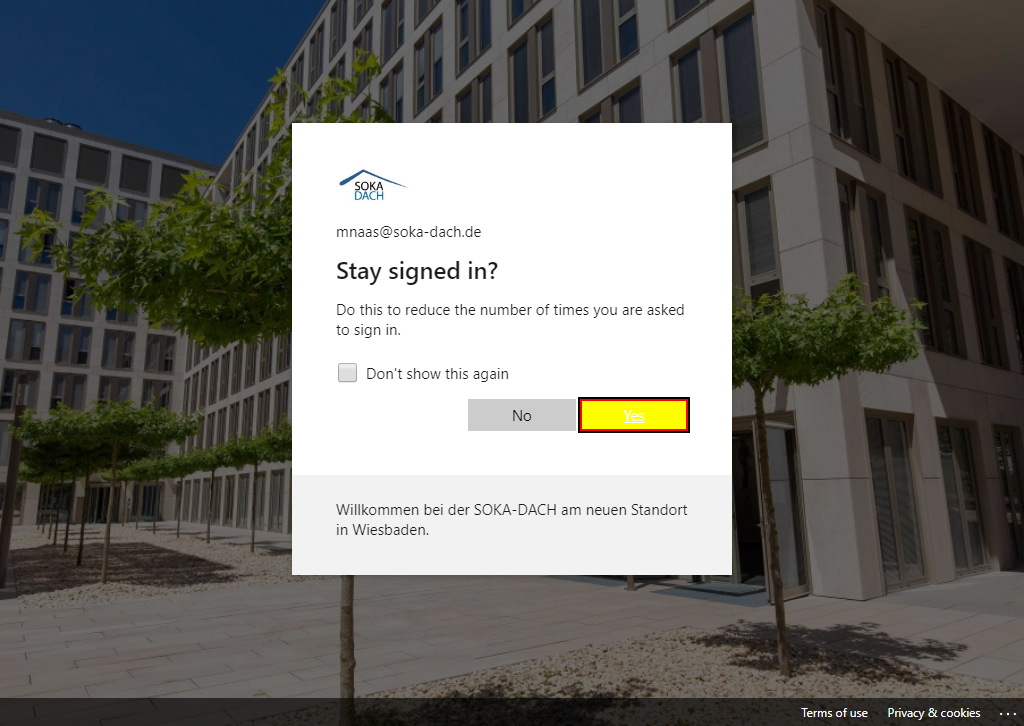 SOKA
DACH
mnaas@soka-dach.de
Stay signed in?
Do this to reduce the number of times you are asked
to sign in.
Don't show this again
No
Yes
Willkommen bei der SOKA-DACH am neuen Standort
in Wiesbaden.
Terms of use Privacy & cookies ...